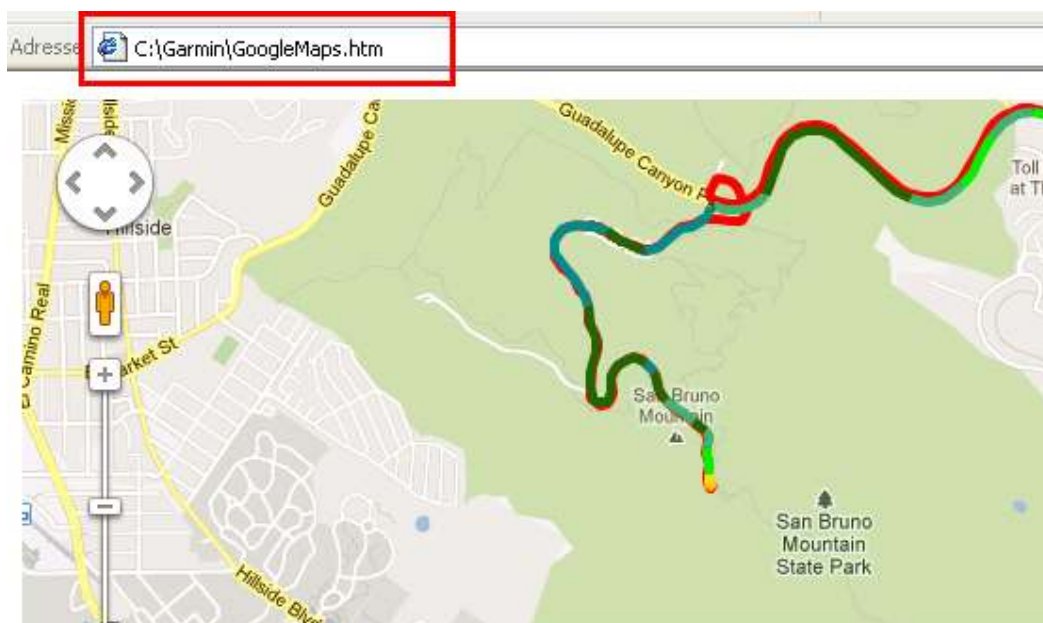 Adresse C:\Garmin\GoogleMaps.htm
Guadalupe Canyon P
Guadalupe Ca
Toll
at Th
Hillside
El Camino Real
Market St
San Bruno
Mountain
San Bruno
Mountain
State Park
Hillside Blvd